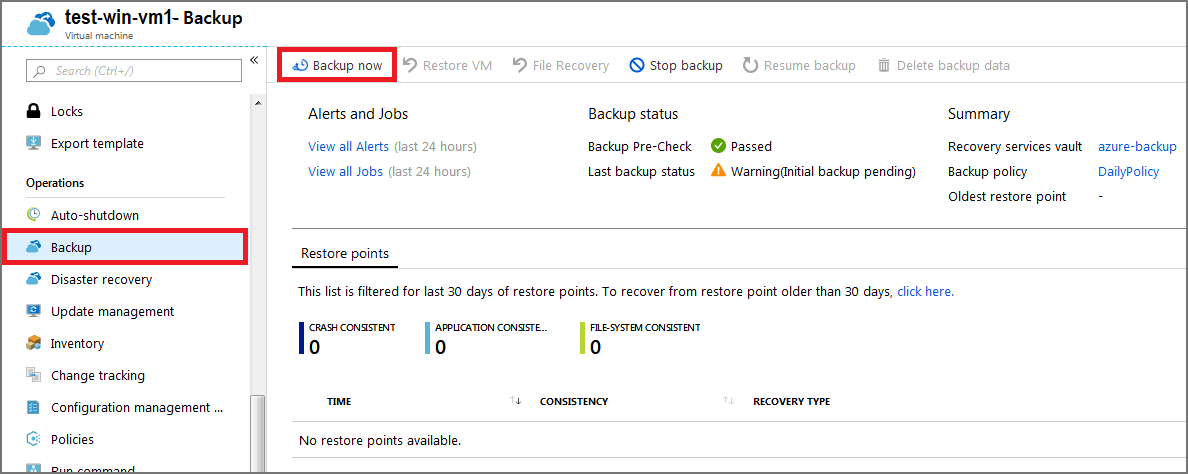 test-win-vm1- Backup
Virtual machine
Search (Ctrl+/)
«
Locks
Export template
Operations
Auto-shutdown
Backup
Disaster recovery
Update management
Inventory
Change tracking
Configuration management ...
Policies
Run command
Backup now Restore VM File Recovery Stop backup Resume backup Delete backup data
Alerts and Jobs
View all Alerts (last 24 hours)
View all Jobs (last 24 hours)
Backup status
Backup Pre-Check Passed
Last backup status Warning(Initial backup pending)
Summary
Recovery services vault azure-backup
Backup policy DailyPolicy
Oldest restore point -
Restore points
This list is filtered for last 30 days of restore points. To recover from restore point older than 30 days, click here.
CRASH CONSISTENT
0
APPLICATION CONSISTE...
0
FILE-SYSTEM CONSISTENT
0
TIME CONSISTENCY RECOVERY TYPE
No restore points available.